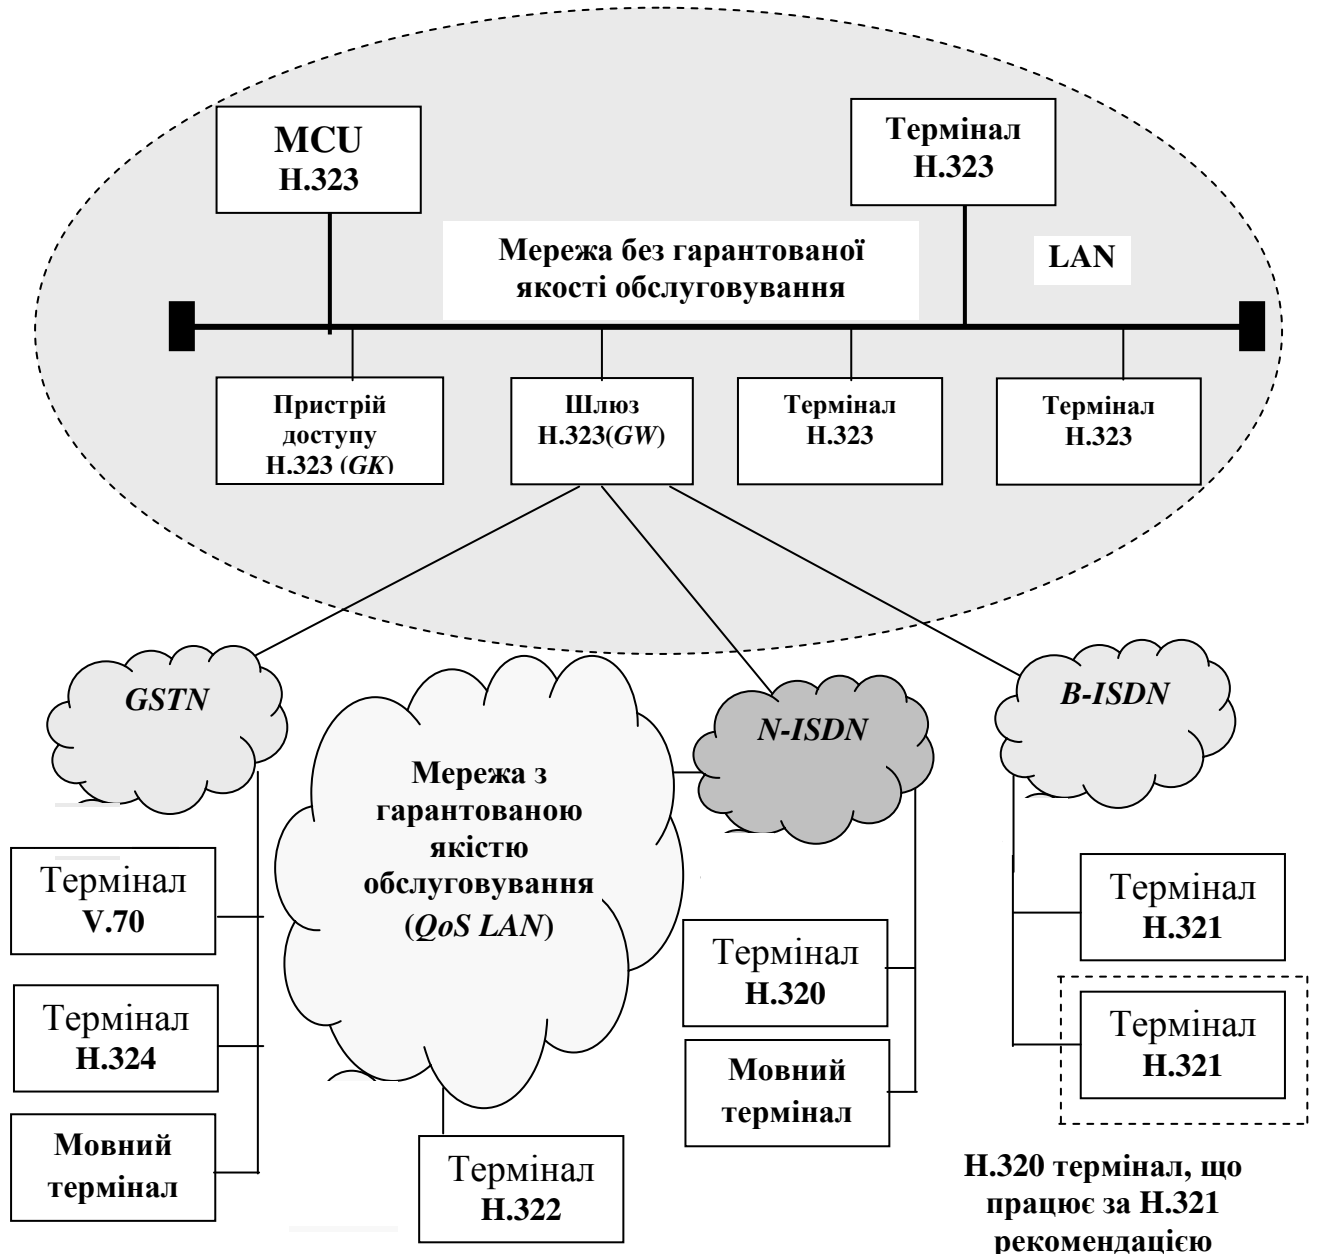 MCU
H.323
Термінал
H.323
Мережа без гарантованої
якості обслуговування
LAN
Пристрій
доступу
H.323 (GK)
Шлюз
H.323(GW)
Термінал
H.323
Термінал
H.323
GSTN
Мережа з
гарантованою
якістю
обслуговування
(QoS LAN)
N-ISDN
B-ISDN
Термінал
V.70
Термінал
H.324
Мовний
термінал
Термінал
H.322
Термінал
H.320
Мовний
термінал
Термінал
H.321
Термінал
H.321
H.320 термінал, що
працює за H.321
рекомендацією